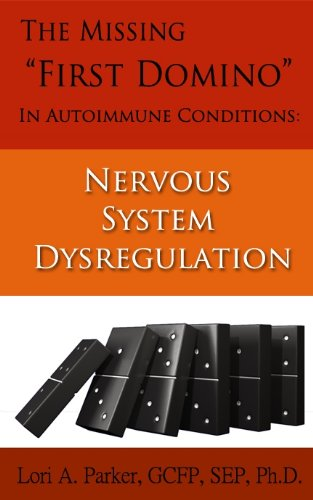 The Missing
“First Domino”
In Autoimmune Conditions:
Nervous
System
Dysregulation
Lori A. Parker, GCFP, SEP, Ph.D.